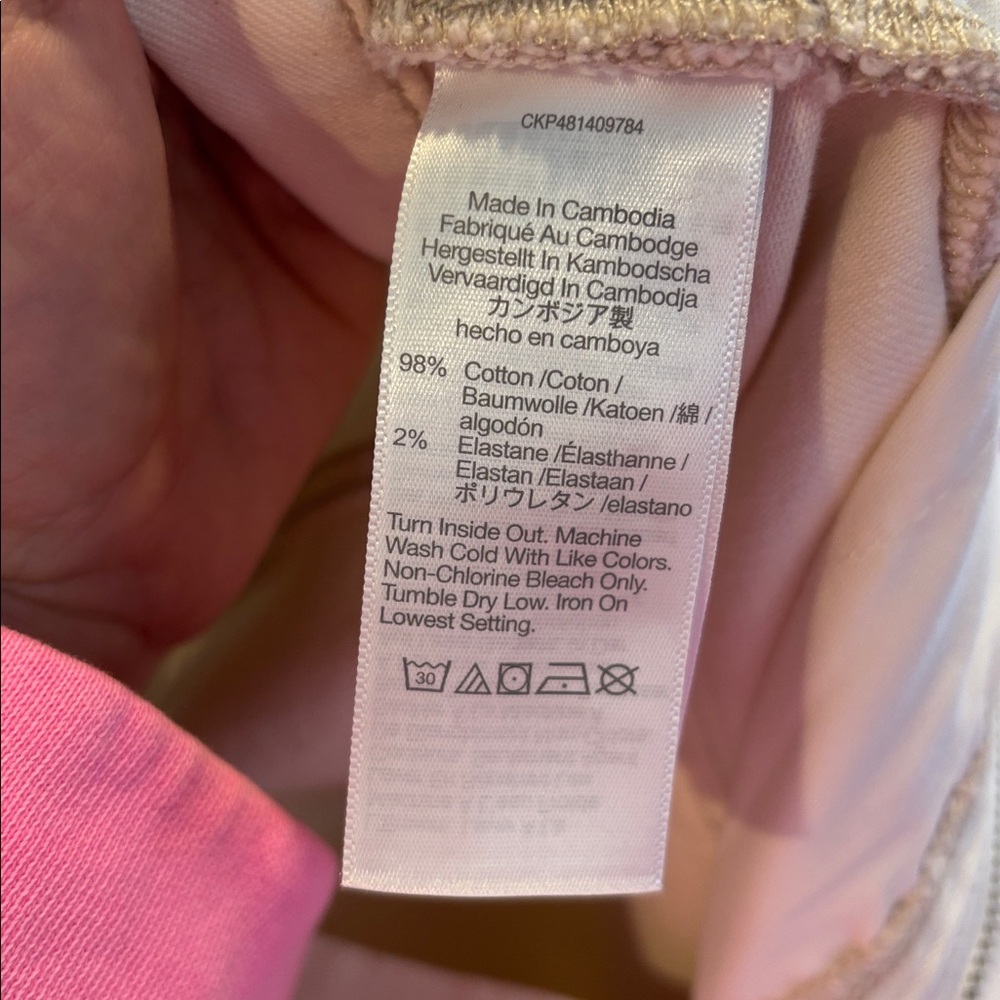 CKP481409784
Made In Cambodia
Fabriqué Au Cambodge
Hergestellt In Kambodscha
Vervaardigd In Cambodja
カンボジア製
hecho en camboya
98% Cotton /Coton /
Baumwolle /Katoen /綿 /
algodón
2% Elastane /Élasthanne /
Elastan /Elastaan /
ポリウレタン /elastano
Turn Inside Out. Machine
Wash Cold With Like Colors.
Non-Chlorine Bleach Only.
Tumble Dry Low. Iron On
Lowest Setting.
30